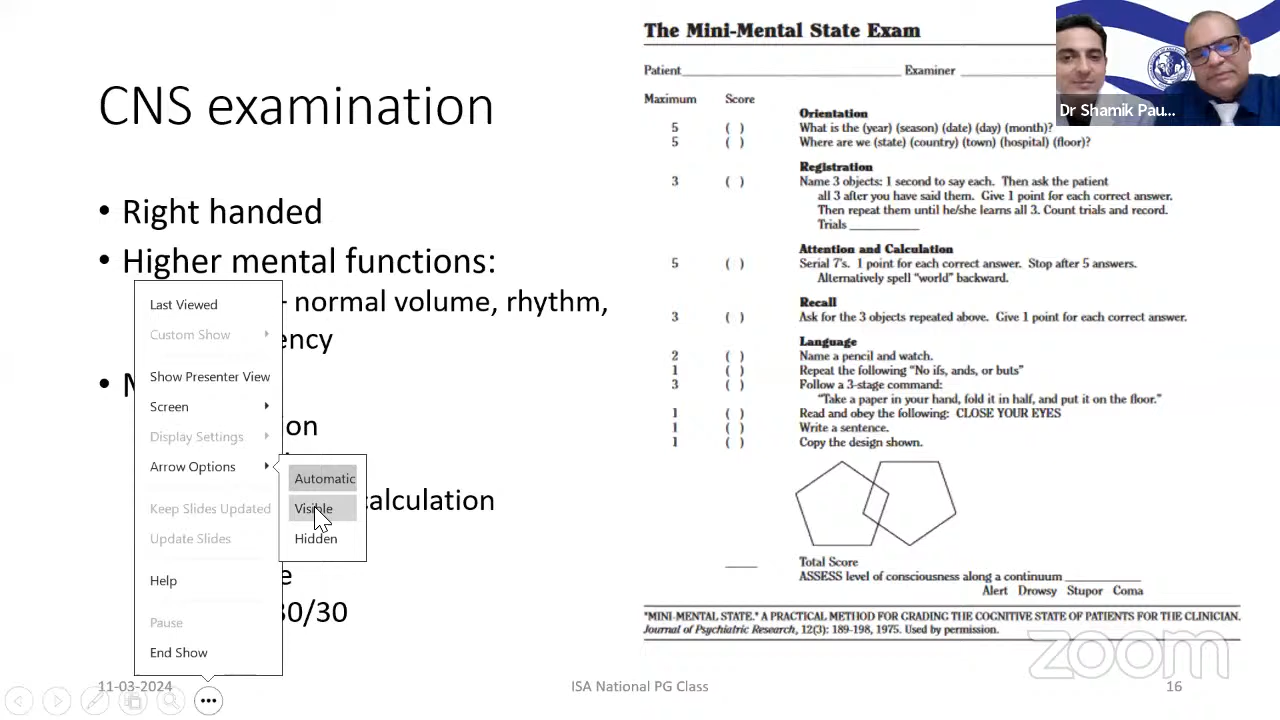 CNS examination
• Right handed
• Higher mental functions:
normal volume, rhythm,
Last Viewed
Custom Show
Show Presenter View
Screen
Display Settings
Arrow Options
Keep Slides Updated
Update Slides
Help
Pause
End Show
Automatic
Visible
Hidden
30/30
The Mini-Mental State Exam
Patient Examiner
Maximum Score
Orientation
5 ( ) What is the (year) (season) (date) (day) (month)?
5 ( ) Where are we (state) (country) (town) (hospital) (floor)?
Registration
3 ( ) Name 3 objects: 1 second to say each. Then ask the patient
all 3 after you have said them. Give 1 point for each correct answer.
Then repeat them until he/she learns all 3. Count trials and record.
Trials
Attention and Calculation
5 ( ) Serial 7's. 1 point for each correct answer. Stop after 5 answers.
Alternatively spell "world" backward.
Recall
3 ( ) Ask for the 3 objects repeated above. Give 1 point for each correct answer.
Language
2 ( ) Name a pencil and watch.
1 ( ) Repeat the following "No ifs, ands, or buts"
3 ( ) Follow a 3-stage command:
"Take a paper in your hand, fold it in half, and put it on the floor."
1 ( ) Read and obey the following: CLOSE YOUR EYES
1 ( ) Write a sentence.
1 ( ) Copy the design shown.
Total Score
ASSESS level of consciousness along a continuum
Alert Drowsy Stupor Coma
"MINI-MENTAL STATE." A PRACTICAL METHOD FOR GRADING THE COGNITIVE STATE OF PATIENTS FOR THE CLINICIAN.
Journal of Psychiatric Research, 12(3): 189-198, 1975. Used by permission.
Dr Shamik Pau...
zoom
11-03-2024 ISA National PG Class 16